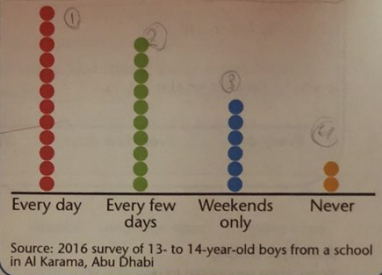 1
2
3
4
Every day
Every few days
Weekends only
Never
Source: 2016 survey of 13- to 14-year-old boys from a school
in Al Karama, Abu Dhabi